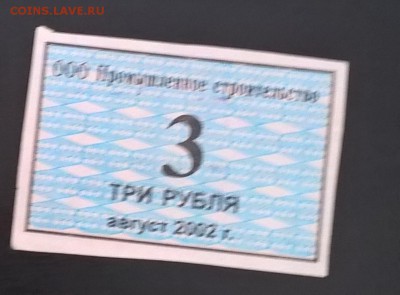 COINS.LAVE.RU
ООО Промышленное строительство
3
ТРИ РУБЛЯ
август 2002 г.